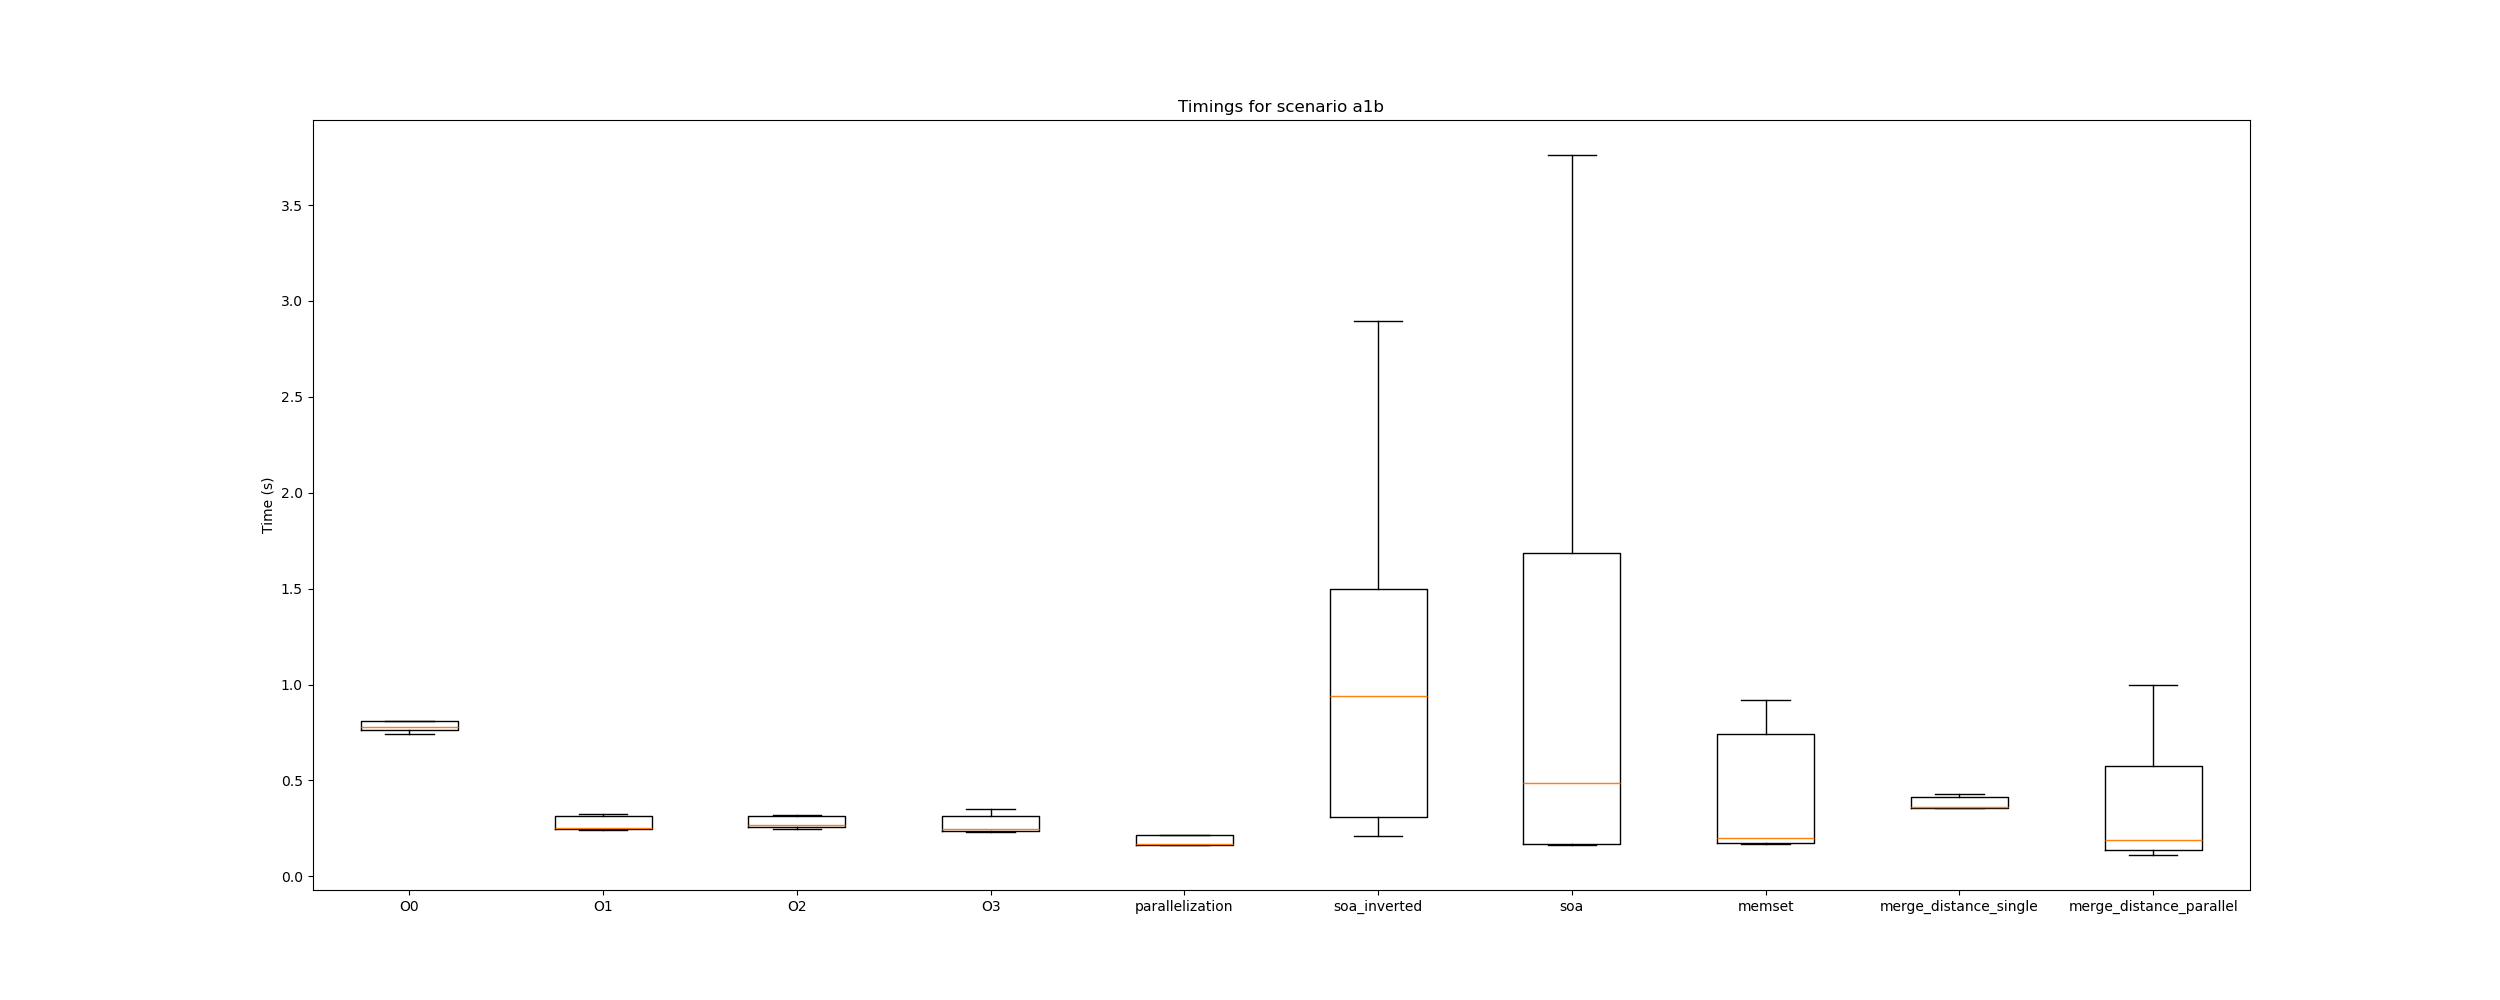 Timings for scenario a1b
Time (s)
3.5
3.0
2.5
2.0
1.5
1.0
0.5
0.0
O0 O1 O2 O3 parallelization soa_inverted soa memset merge_distance_single merge_distance_parallel